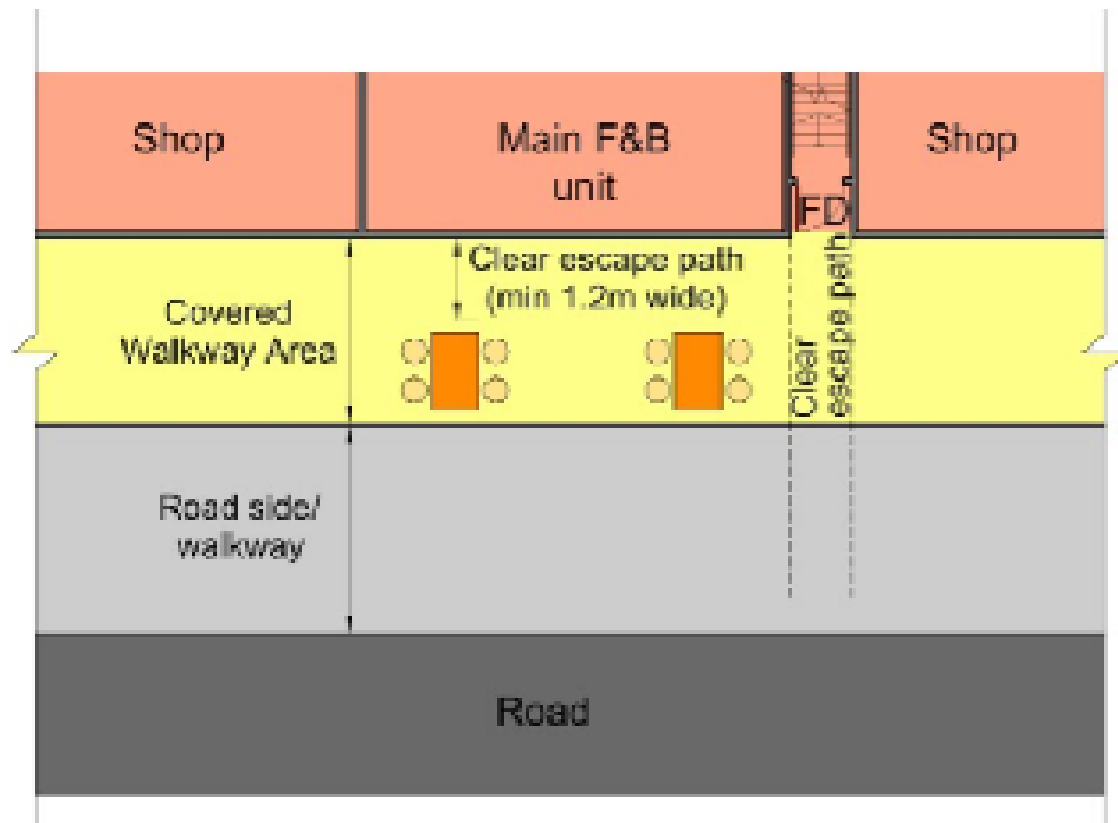 Shop
Main F&B
unit
Shop
FD
Clear escape path
(min 1.2m wide)
Covered
Walkway Area
Clear
escape path
Road side/
walkway
Road